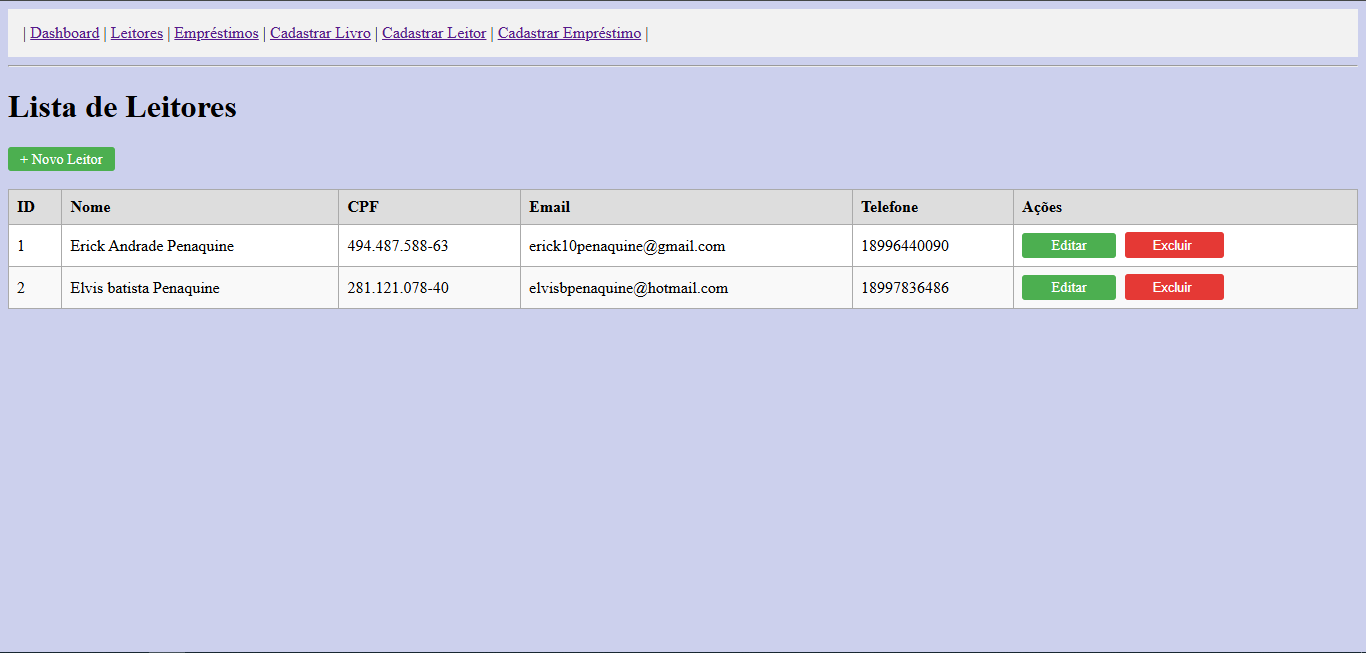 | Dashboard | Leitores | Empréstimos | Cadastrar Livro | Cadastrar Leitor | Cadastrar Empréstimo |
Lista de Leitores
+ Novo Leitor
ID Nome CPF Email Telefone Ações
1 Erick Andrade Penaquine 494.487.588-63 erick10penaquine@gmail.com 18996440090 Editar Excluir
2 Elvis batista Penaquine 281.121.078-40 elvisbpenaquine@hotmail.com 18997836486 Editar Excluir